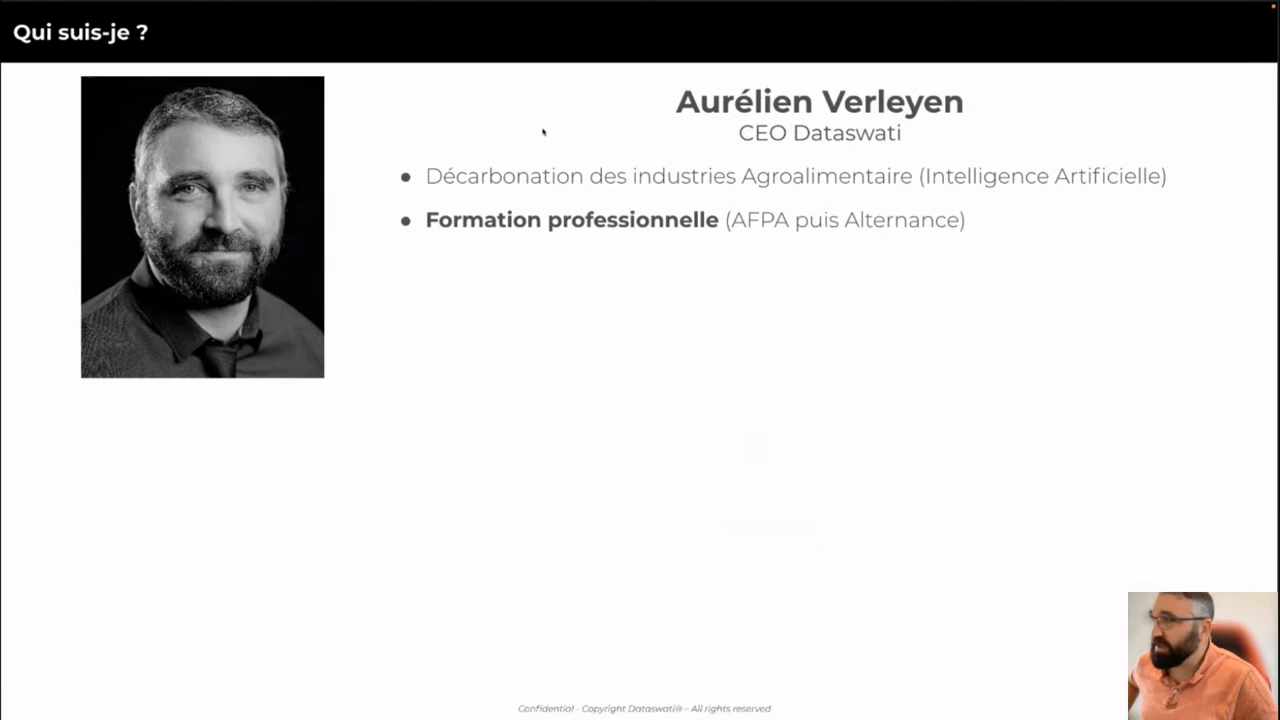 Qui suis-je ?
Aurélien Verleyen
CEO Dataswati
● Décarbonation des industries Agroalimentaire (Intelligence Artificielle)
● Formation professionnelle (AFPA puis Alternance)
Confidential - Copyright Dataswati® - All rights reserved